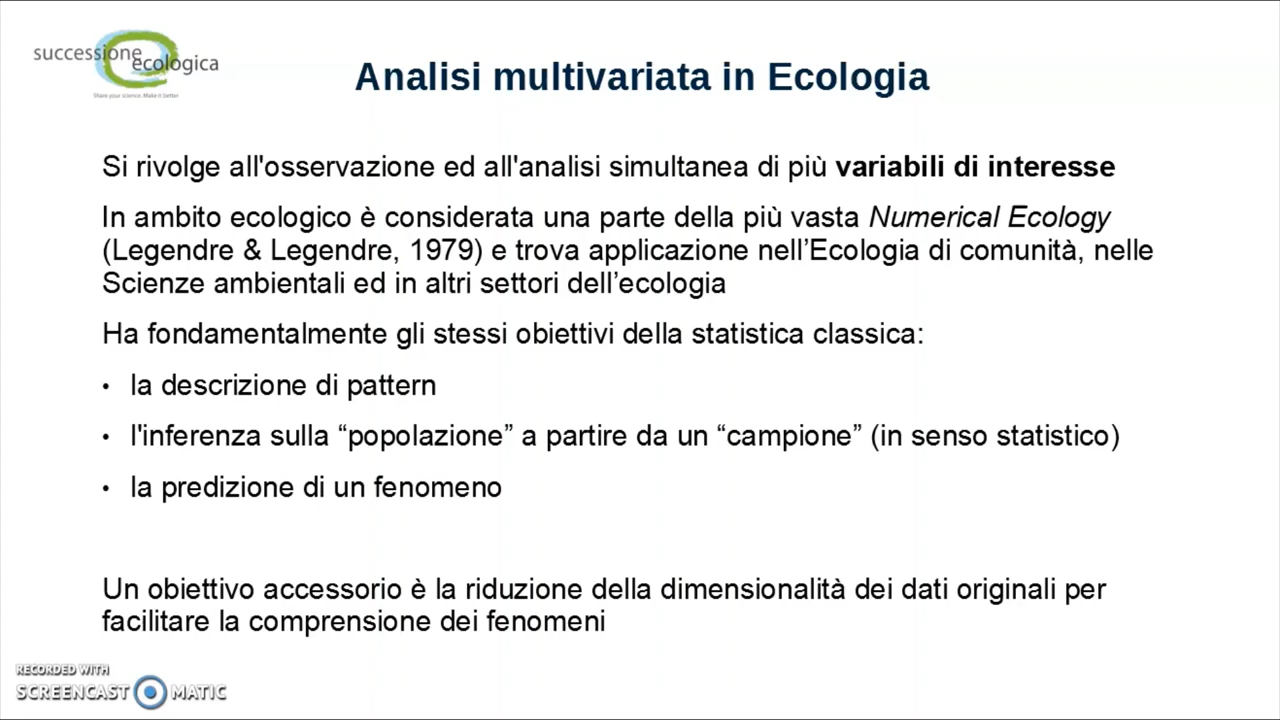 successione
ecologica
Share your science. Make it better
Analisi multivariata in Ecologia
Si rivolge all'osservazione ed all'analisi simultanea di più variabili di interesse
In ambito ecologico è considerata una parte della più vasta Numerical Ecology
(Legendre & Legendre, 1979) e trova applicazione nell’Ecologia di comunità, nelle
Scienze ambientali ed in altri settori dell’ecologia
Ha fondamentalmente gli stessi obiettivi della statistica classica:
• la descrizione di pattern
• l'inferenza sulla “popolazione” a partire da un “campione” (in senso statistico)
• la predizione di un fenomeno
Un obiettivo accessorio è la riduzione della dimensionalità dei dati originali per
facilitare la comprensione dei fenomeni
RECORDED WITH
SCREENCAST MATIC